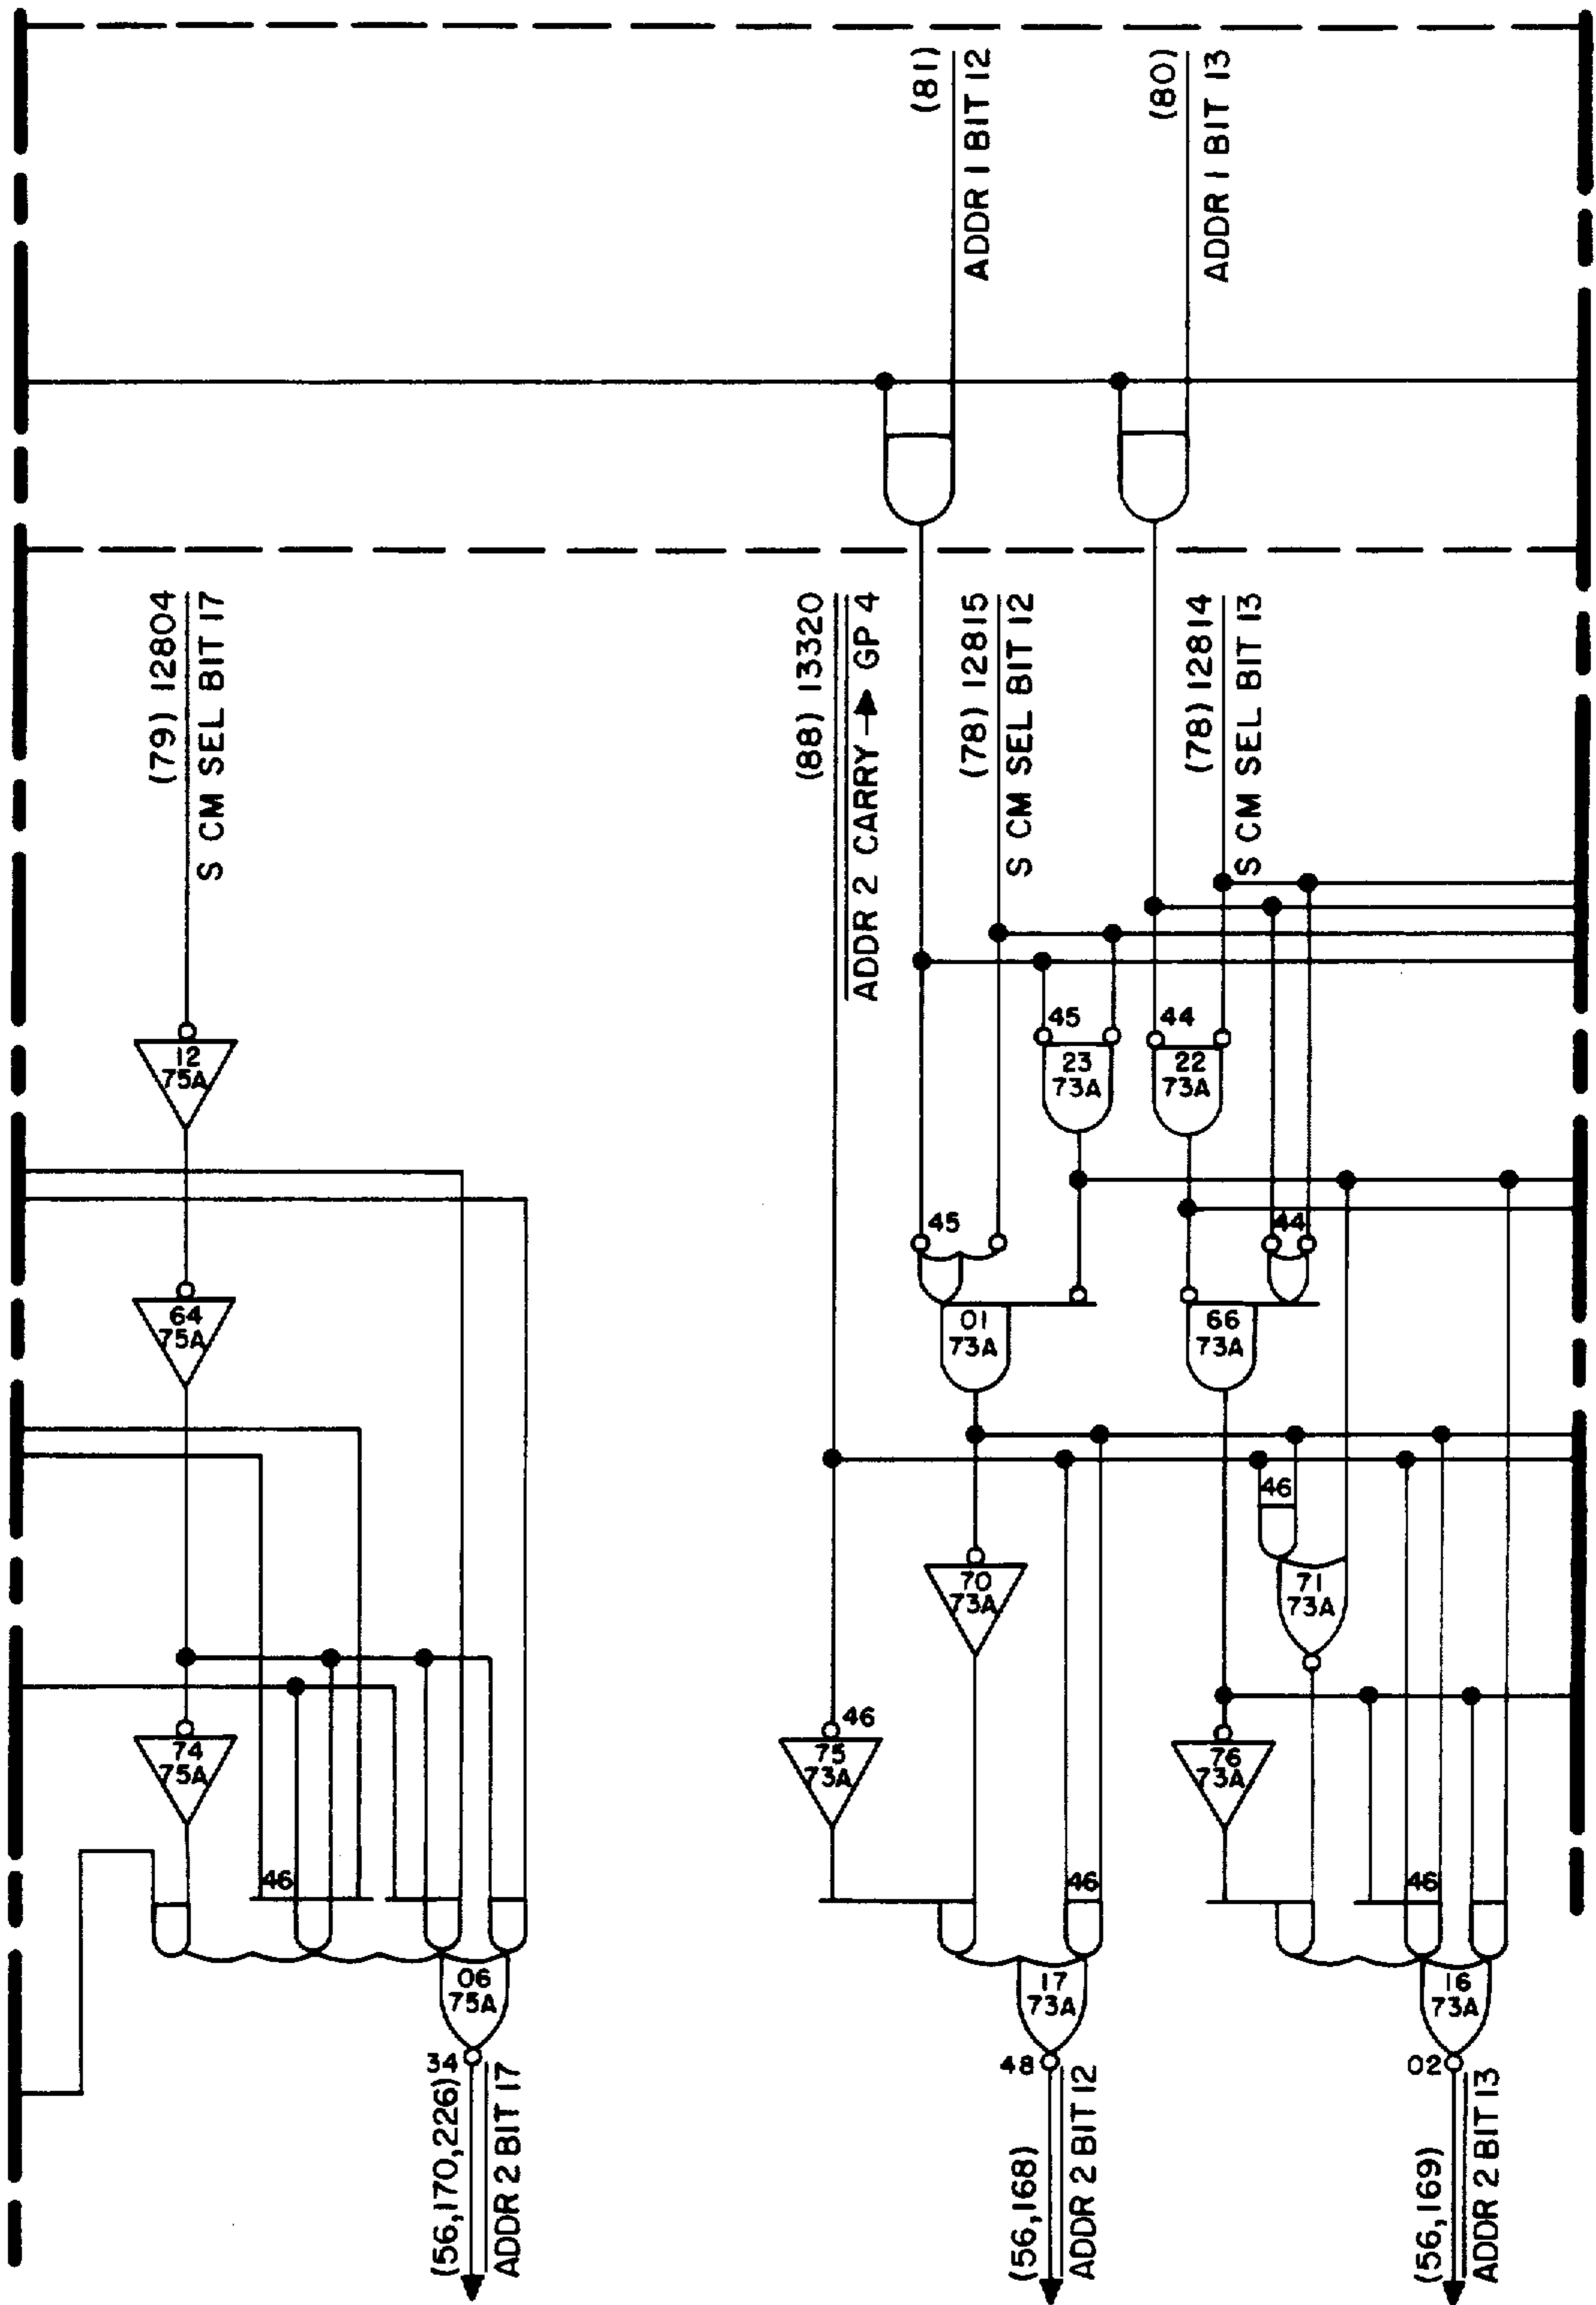 (81)
ADDR 1 BIT 12
(80)
ADDR 1 BIT 13
(79) 12804
S CM SEL BIT 17
(88) 13320
ADDR 2 CARRY → GP 4
(78) 12815
S CM SEL BIT 12
(78) 12814
S CM SEL BIT 13
12
75A
45
23
73A
44
22
73A
45
44
64
75A
01
73A
66
73A
46
70
73A
71
73A
74
75A
46
75
73A
76
73A
46
46
46
06
75A
17
73A
16
73A
34
48
02
(56,170,226)
ADDR 2 BIT 17
(56,168)
ADDR 2 BIT 12
(56,169)
ADDR 2 BIT 13